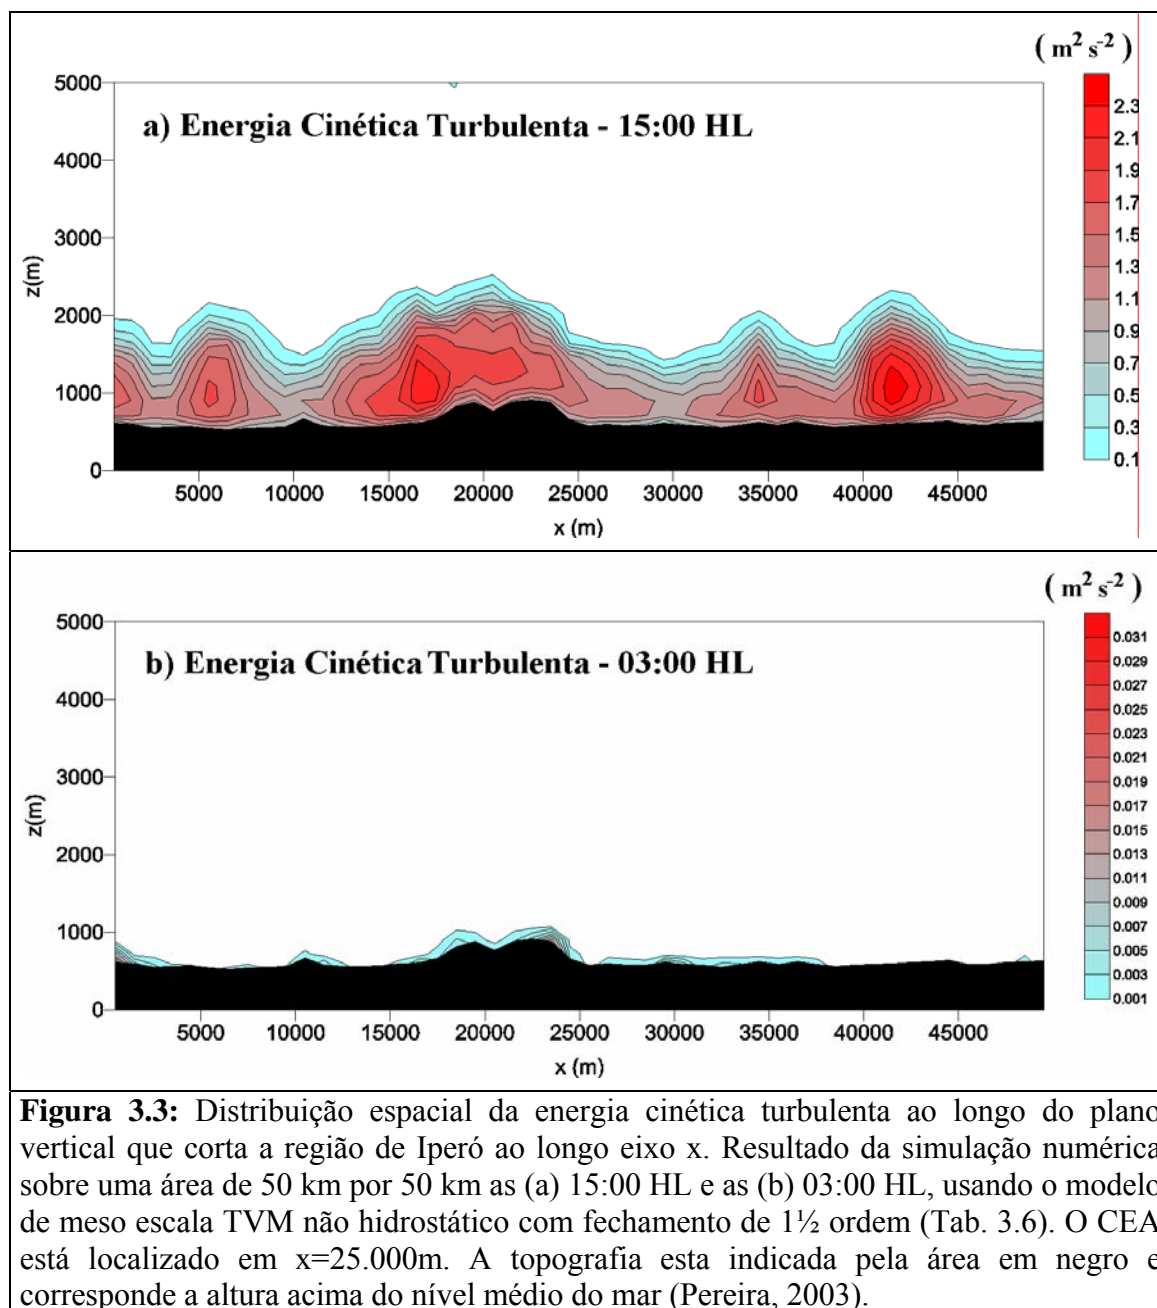 ( m² s⁻² )
5000
4000
3000
2000
1000
0
z(m)
a) Energia Cinética Turbulenta - 15:00 HL
2.3
2.1
1.9
1.7
1.5
1.3
1.1
0.9
0.7
0.5
0.3
0.1
5000 10000 15000 20000 25000 30000 35000 40000 45000
x (m)
( m² s⁻² )
5000
4000
3000
2000
1000
0
z(m)
b) Energia Cinética Turbulenta - 03:00 HL
0.031
0.029
0.027
0.025
0.023
0.021
0.019
0.017
0.015
0.013
0.011
0.009
0.007
0.005
0.003
0.001
5000 10000 15000 20000 25000 30000 35000 40000 45000
x (m)
Figura 3.3: Distribuição espacial da energia cinética turbulenta ao longo do plano
vertical que corta a região de Iperó ao longo eixo x. Resultado da simulação numérica
sobre uma área de 50 km por 50 km as (a) 15:00 HL e as (b) 03:00 HL, usando o modelo
de meso escala TVM não hidrostático com fechamento de 1½ ordem (Tab. 3.6). O CEA
está localizado em x=25.000m. A topografia esta indicada pela área em negro e
corresponde a altura acima do nível médio do mar (Pereira, 2003).